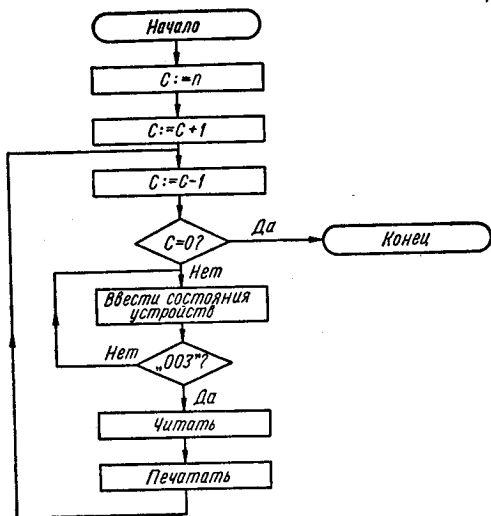 Начало
C:=n
C:=C+1
C:=C-1
C=0?
Да
Конец
Нет
Ввести состояния
устройств
Нет
„003"?
Да
Читать
Печатать